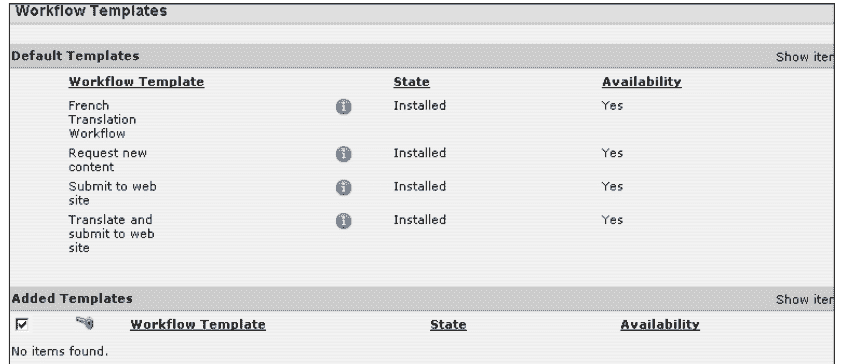 Workflow Templates
Default Templates Show iter
Workflow Template State Availability
French Installed Yes
Translation
Workflow
Request new Installed Yes
content
Submit to web Installed Yes
site
Translate and Installed Yes
submit to web
site
Added Templates Show iter
Workflow Template State Availability
No items found.